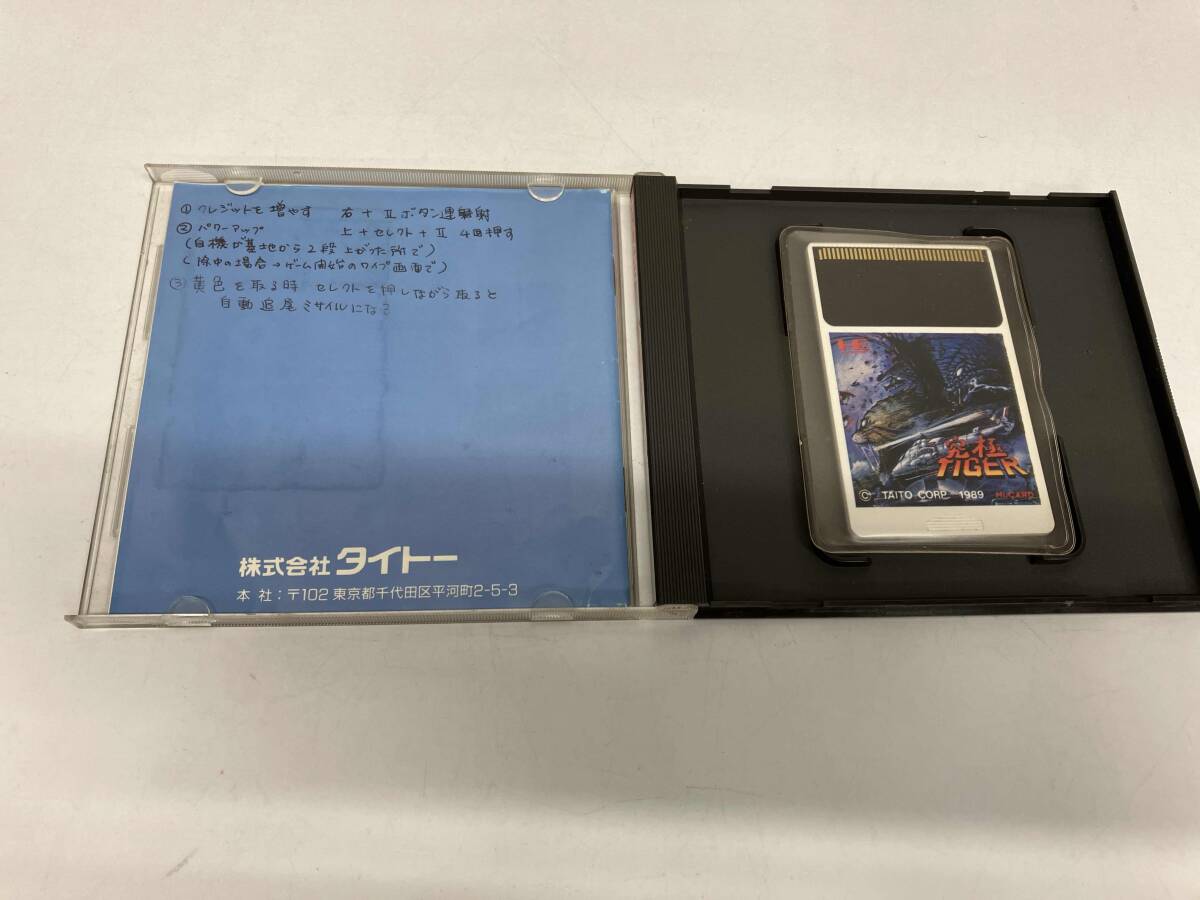 ① クレジットを増やす 右+Ⅱボタン連射
② パワーアップ 上+セレクト+Ⅱ 4回押す
(自機が基地から2段上がった所で)
(除中の場合→ゲーム開始のワイプ画面で)
③ 黄色を取る時 セレクトを押しながら取ると
自動追尾ミサイルになる
株式会社 タイトー
本社:〒102 東京都千代田区平河町2-5-3
究極
TIGER
© TAITO CORP 1989 HuCARD